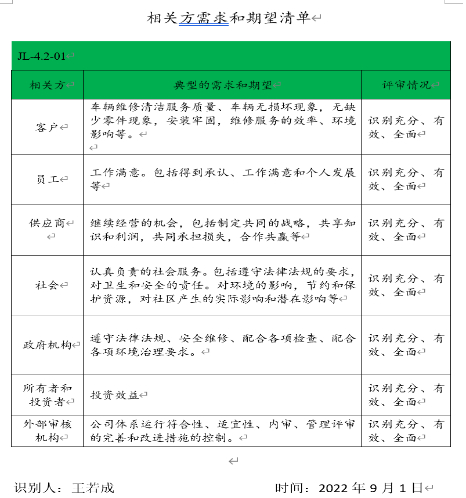 相关方需求和期望清单
JL-4.2-01
相关方 典型的需求和期望 评审情况
客户
车辆维修清洁服务质量、车辆无损坏现象，无缺
少零件现象，安装牢固，维修服务的效率、环境
影响等。
识别充分、有
效、全面
员工
工作满意。包括得到承认、工作满意和个人发展
等
识别充分、有
效、全面
供应商
继续经营的机会，包括制定共同的战略，共享知
识和利润，共同承担损失，合作共赢等
识别充分、有
效、全面
社会
认真负责的社会服务。包括遵守法律法规的要求，
对卫生和安全的责任。对环境的影响，节约和保
护资源，对社区产生的实际影响和潜在影响等
识别充分、有
效、全面
政府机构
遵守法律法规、安全维修、配合各项检查、配合
各项环境治理要求。
识别充分、有
效、全面
所有者和
投资者
投资效益
识别充分、有
效、全面
外部审核
机构
公司体系运行符合性、适宜性、内审、管理评审
的完善和改进措施的控制。
识别充分、有
效、全面
识别人：王若成 时间：2022 年 9 月 1 日